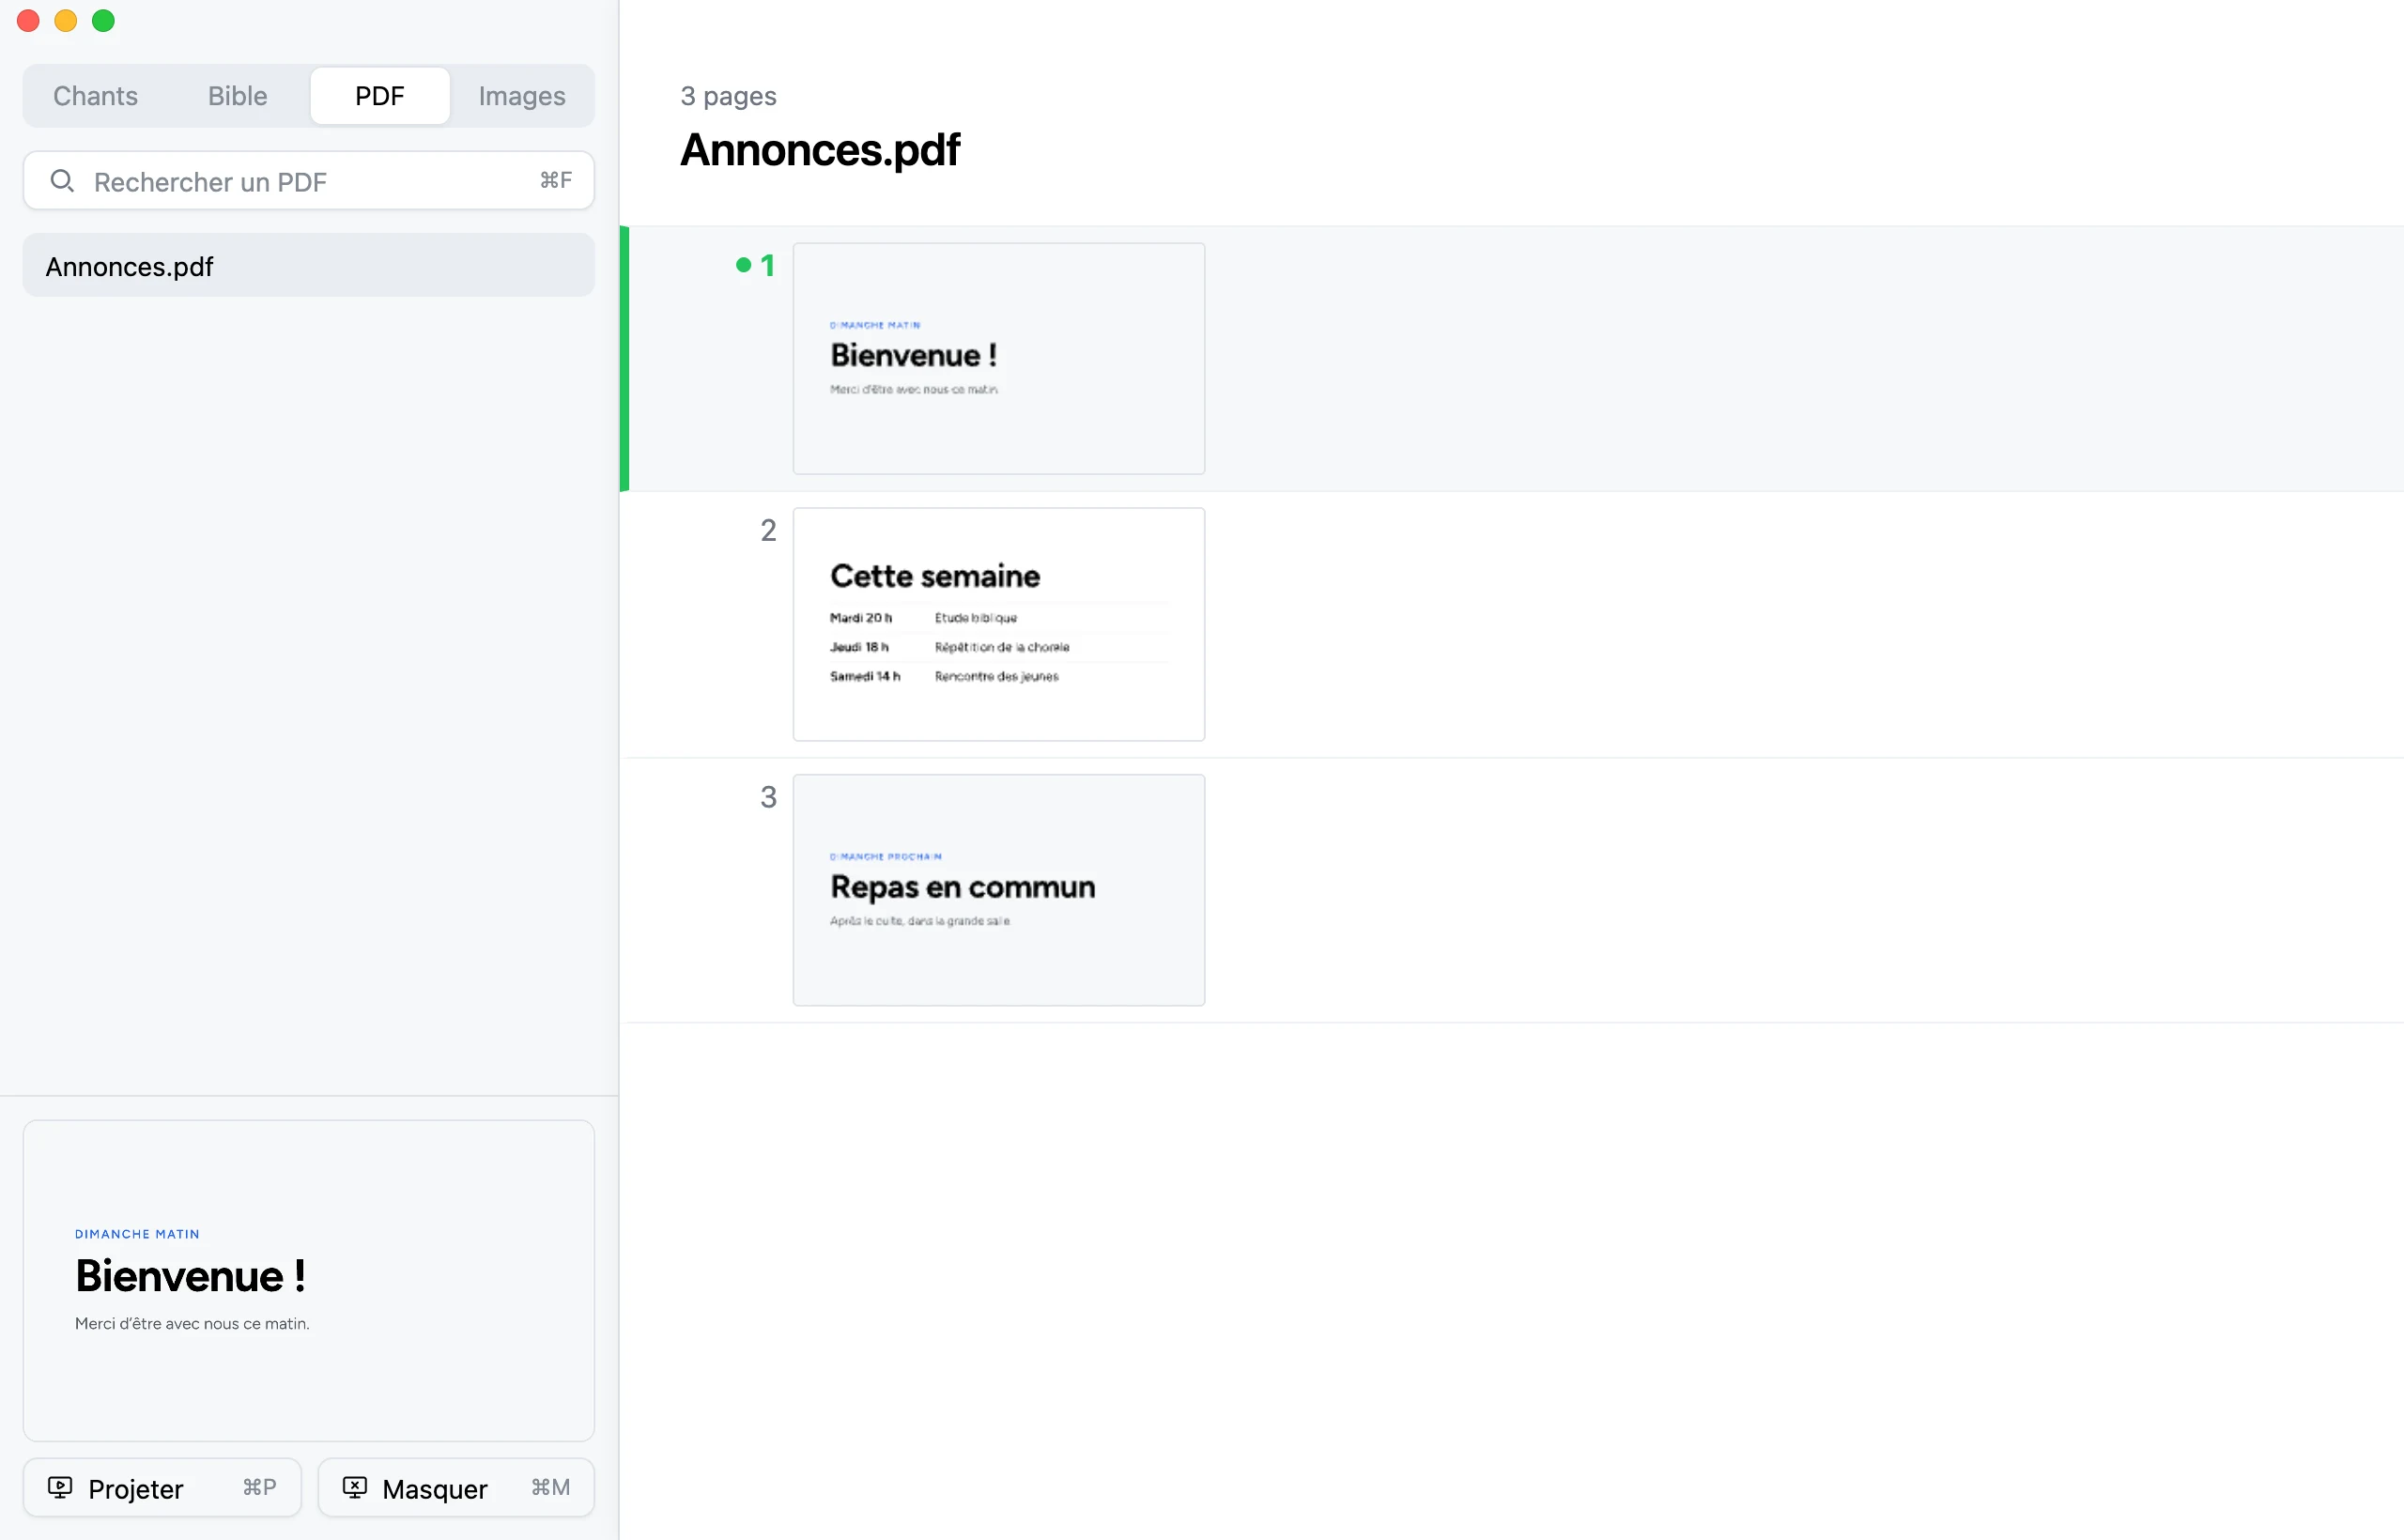 Chants Bible PDF Images
Rechercher un PDF ⌘F
Annonces.pdf
3 pages
Annonces.pdf
1
DIMANCHE MATIN
Bienvenue !
Merci d'être avec nous ce matin.
2
Cette semaine
Mardi 20 h Étude biblique
Jeudi 18 h Répétition de la chorale
Samedi 14 h Rencontre des jeunes
3
DIMANCHE PROCHAIN
Repas en commun
Après le culte, dans la grande salle.
DIMANCHE MATIN
Bienvenue !
Merci d’être avec nous ce matin.
Projeter ⌘P Masquer ⌘M